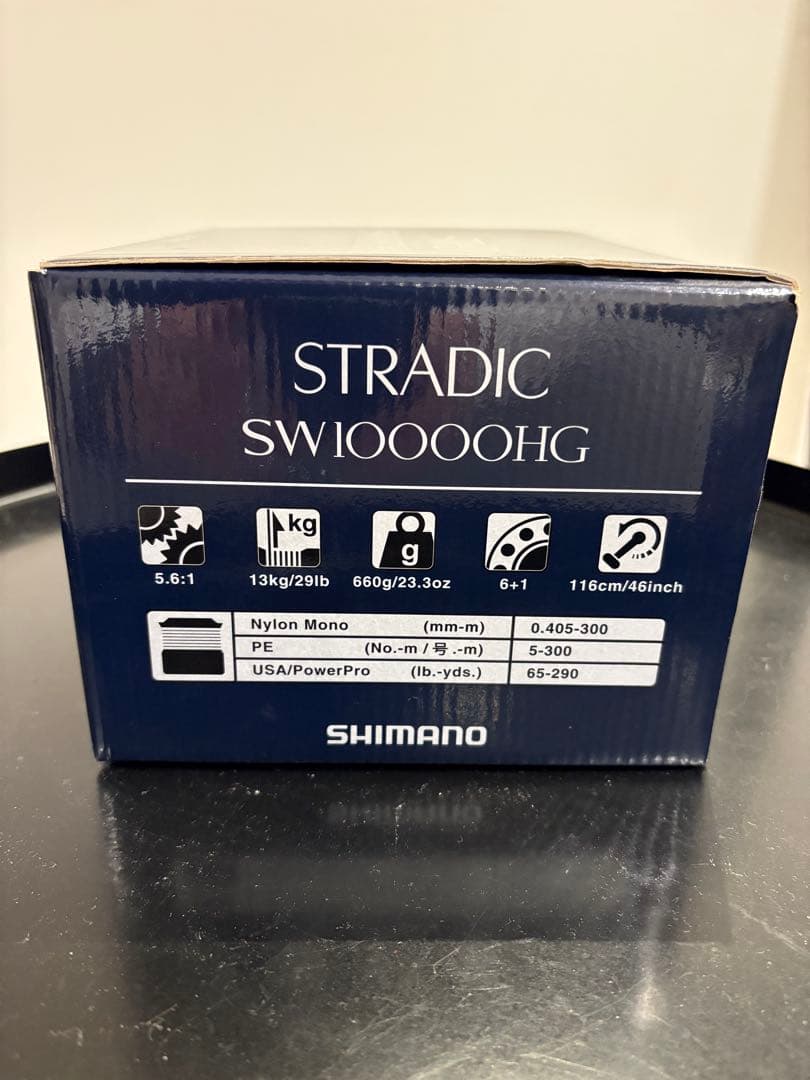 STRADIC
SW10000HG
kg
g
5.6:1 13kg/29lb 660g/23.3oz 6+1 116cm/46inch
Nylon Mono (mm-m) 0.405-300
PE (No.-m / 号.-m) 5-300
USA/PowerPro (lb.-yds.) 65-290
SHIMANO